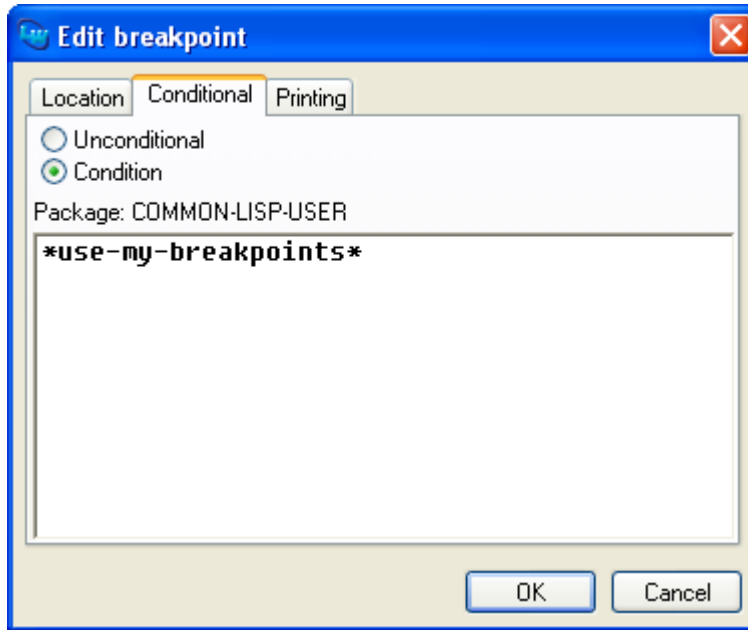 Edit breakpoint
Location Conditional Printing
Unconditional
Condition
Package: COMMON-LISP-USER
*use-my-breakpoints*
OK Cancel